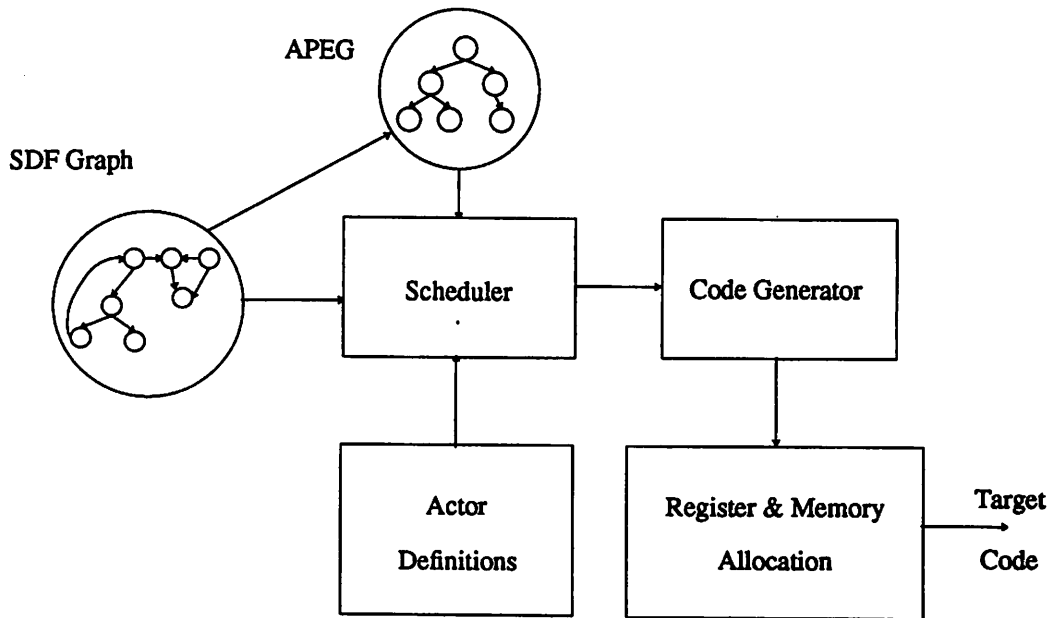 APEG
SDF Graph
Scheduler
Code Generator
Actor
Definitions
Register & Memory
Allocation
Target
Code